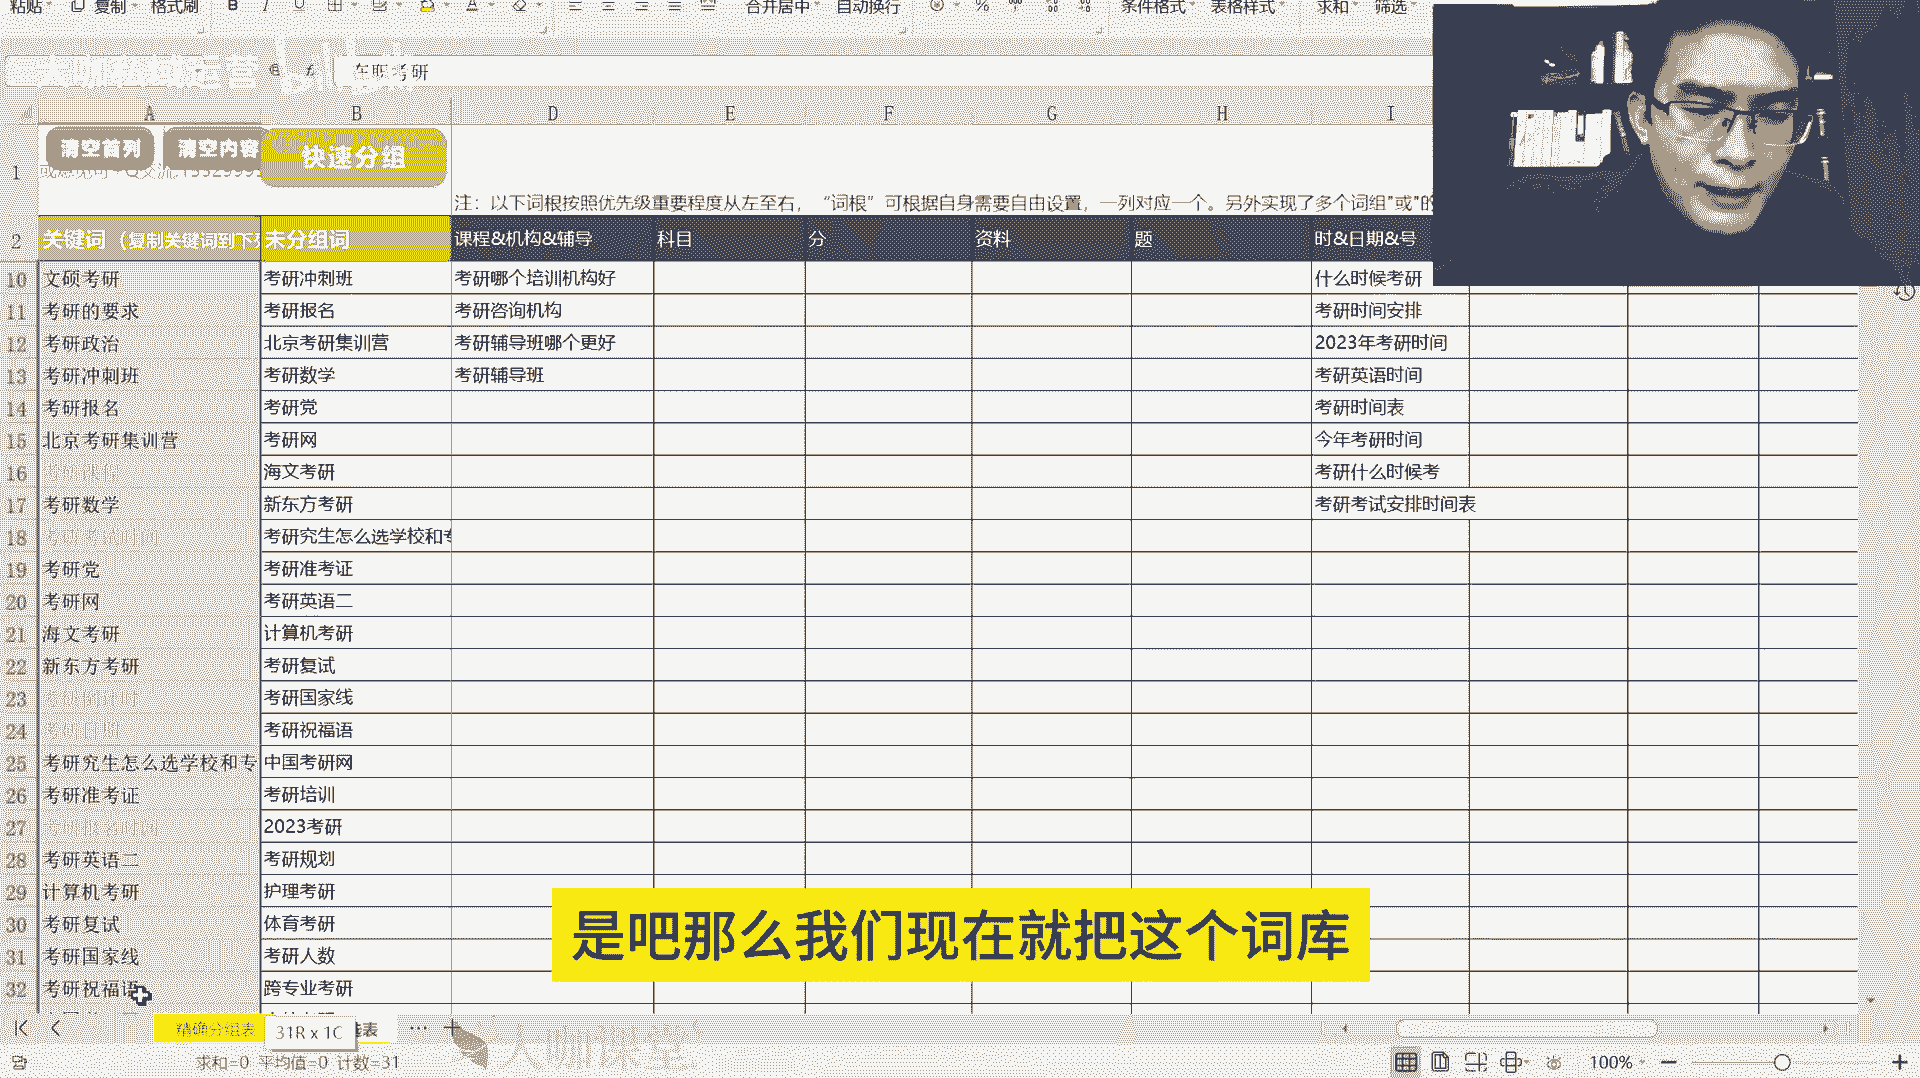 粘贴 复制 格式刷 B I U A 合并居中 自动换行 % 条件格式 表格样式 求和 筛选
在职考研
A B D E F G H I
清空首列 清空内容 快速分组
1
注：以下词根按照优先级重要程度从左至右，“词根”可根据自身需要自由设置，一列对应一个。另外实现了多个词组"或"的
2 关键词（复制关键词到下列 未分组词 课程&机构&辅导 科目 分 资料 题 时&日期&号
10 文硕考研 考研冲刺班 考研哪个培训机构好 什么时候考研
11 考研的要求 考研报名 考研咨询机构 考研时间安排
12 考研政治 北京考研集训营 考研辅导班哪个更好 2023年考研时间
13 考研冲刺班 考研数学 考研辅导班 考研英语时间
14 考研报名 考研党 考研时间表
15 北京考研集训营 考研网 今年考研时间
16 海文考研 考研什么时候考
17 考研数学 新东方考研 考研考试安排时间表
18 考研究生怎么选学校和专
19 考研党 考研准考证
20 考研网 考研英语二
21 海文考研 计算机考研
22 新东方考研 考研复试
23 考研国家线
24 考研祝福语
25 考研究生怎么选学校和专 中国考研网
26 考研准考证 考研培训
27 2023考研
28 考研英语二 考研规划
29 计算机考研 护理考研
30 考研复试 体育考研
31 考研国家线 考研人数
32 考研祝福语 跨专业考研
是吧那么我们现在就把这个词库
精确分组表 31R x 1C 选表 ··· +
大咖课堂
求和=0 平均值=0 计数=31 100%